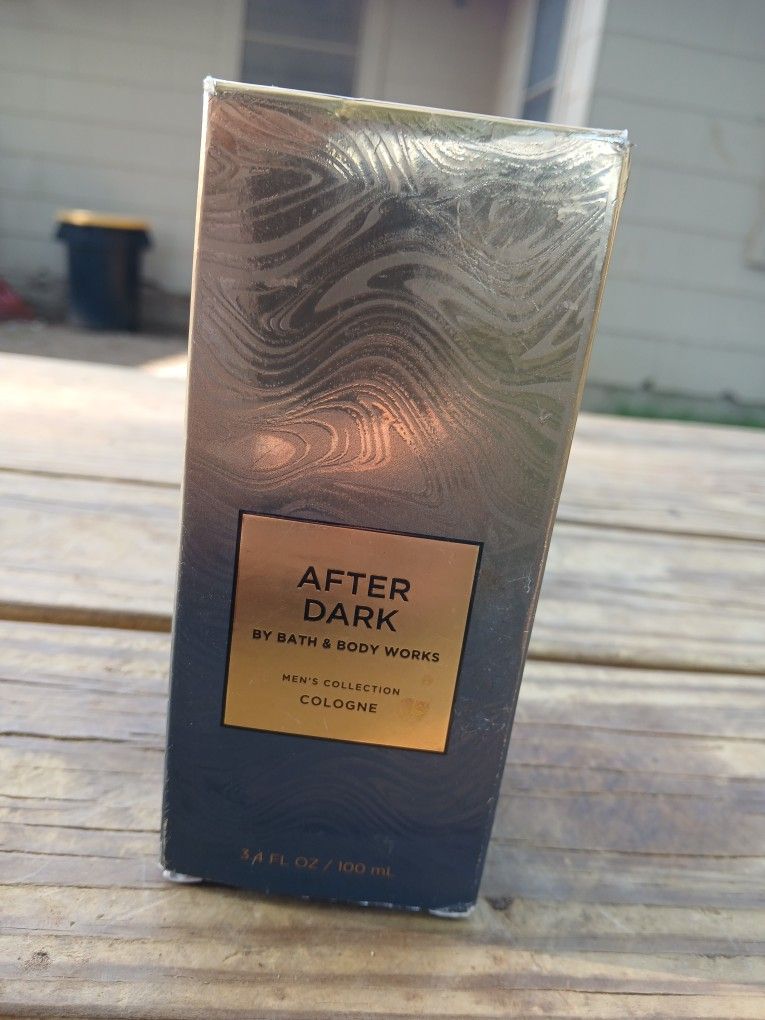 AFTER
DARK
BY BATH & BODY WORKS
MEN'S COLLECTION
COLOGNE
3.4 FL OZ / 100 mL